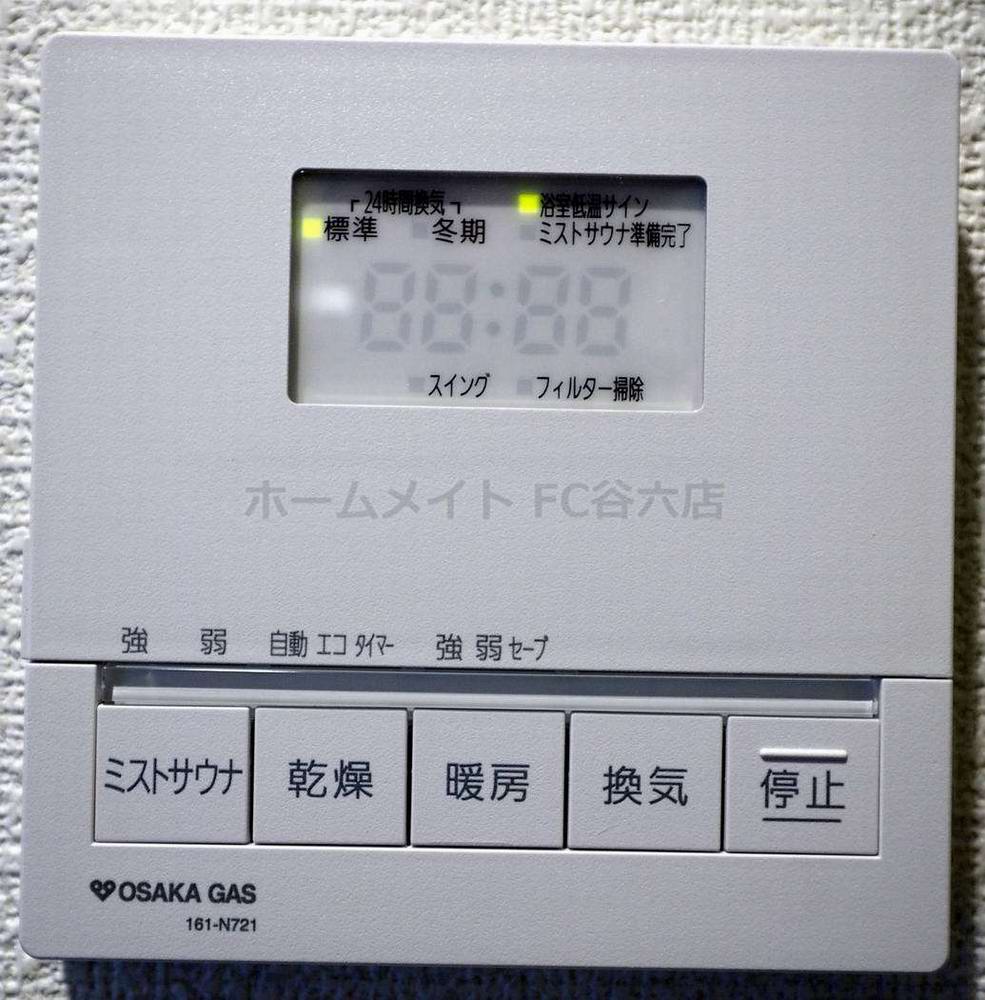 ┌24時間換気┐
標準 冬期
浴室低温サイン
ミストサウナ準備完了
88:88
スイング フィルター掃除
ホームメイト FC谷六店
強 弱 自動 エコ タイマー 強 弱 セーブ
ミストサウナ 乾燥 暖房 換気 停止
OSAKA GAS
161-N721